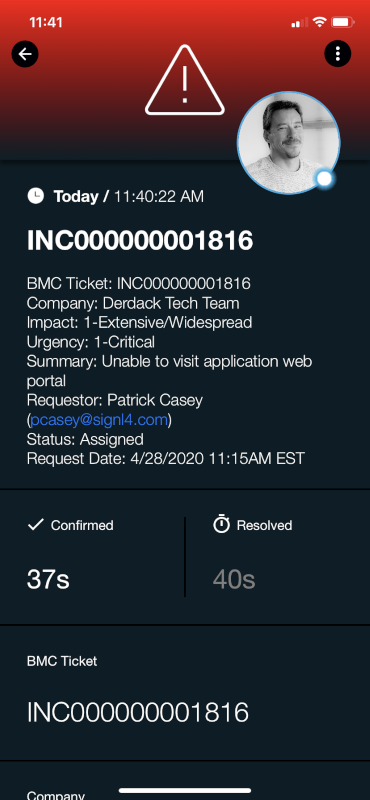 11:41
Today / 11:40:22 AM
INC000000001816
BMC Ticket: INC000000001816
Company: Derdack Tech Team
Impact: 1-Extensive/Widespread
Urgency: 1-Critical
Summary: Unable to visit application web
portal
Requestor: Patrick Casey
(pcasey@signl4.com)
Status: Assigned
Request Date: 4/28/2020 11:15AM EST
Confirmed
Resolved
37s
40s
BMC Ticket
INC000000001816
Company